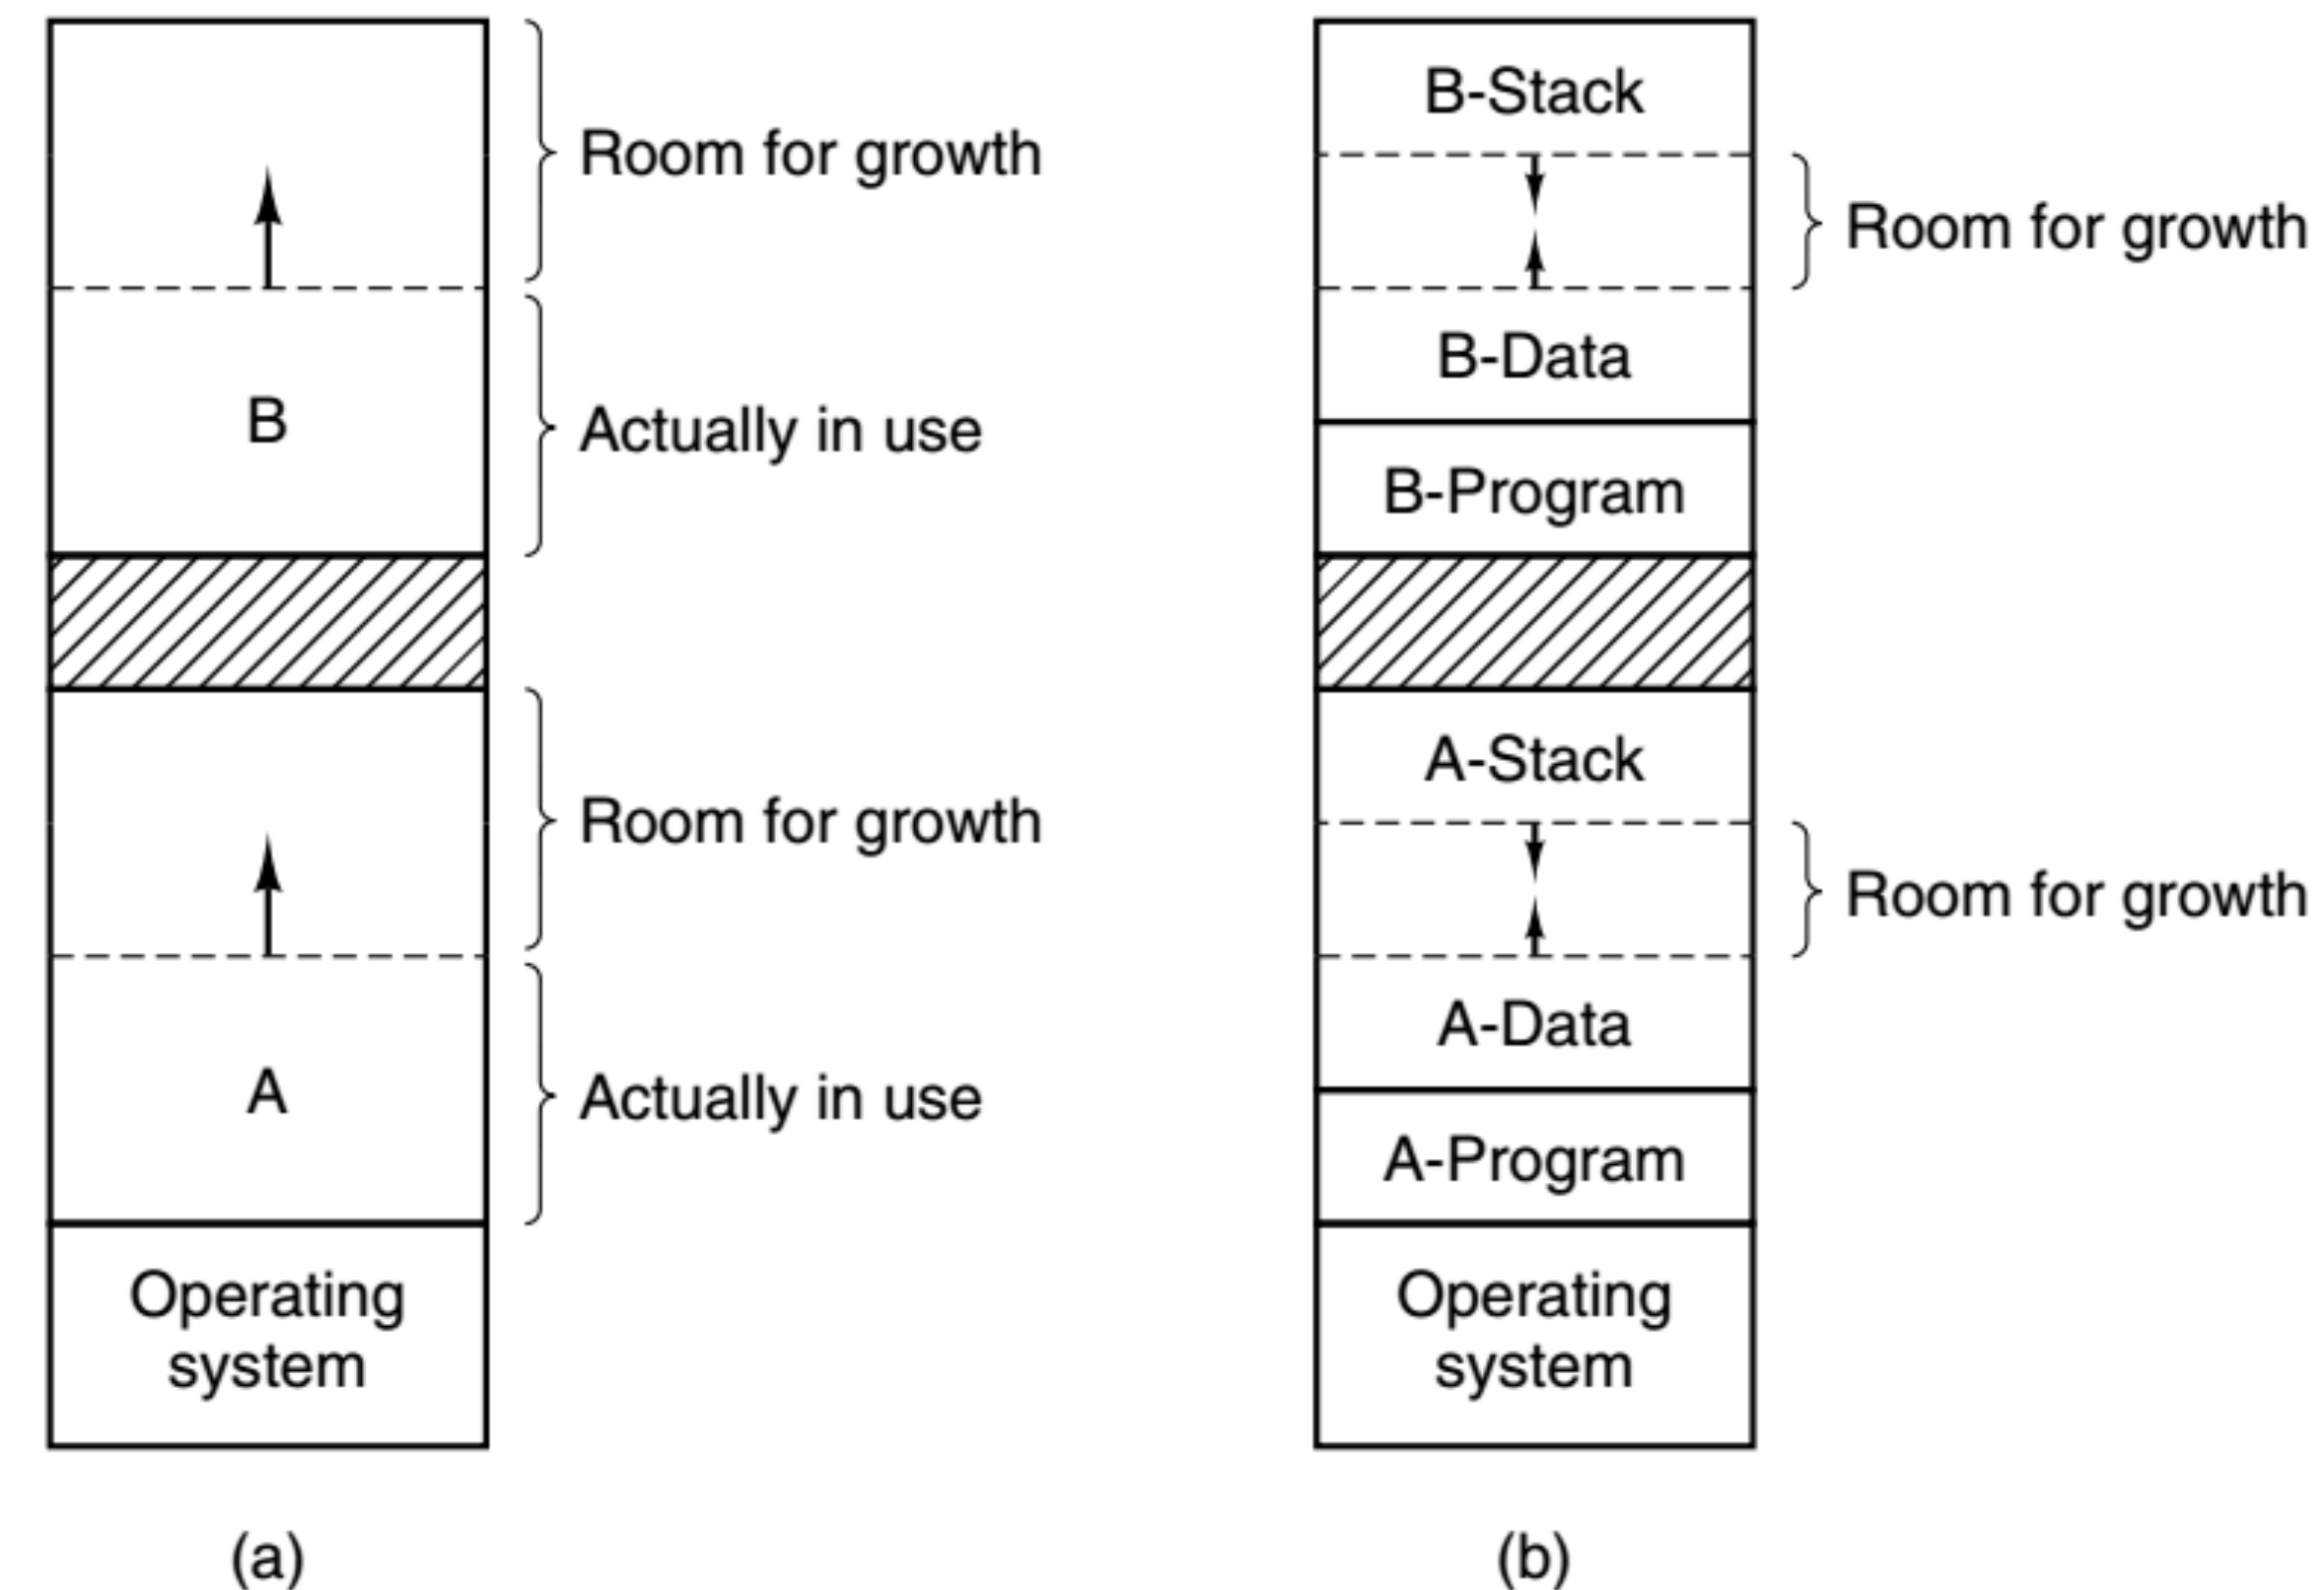 Room for growth
B
Actually in use
Room for growth
A
Actually in use
Operating
system
(a)
B-Stack
Room for growth
B-Data
B-Program
A-Stack
Room for growth
A-Data
A-Program
Operating
system
(b)